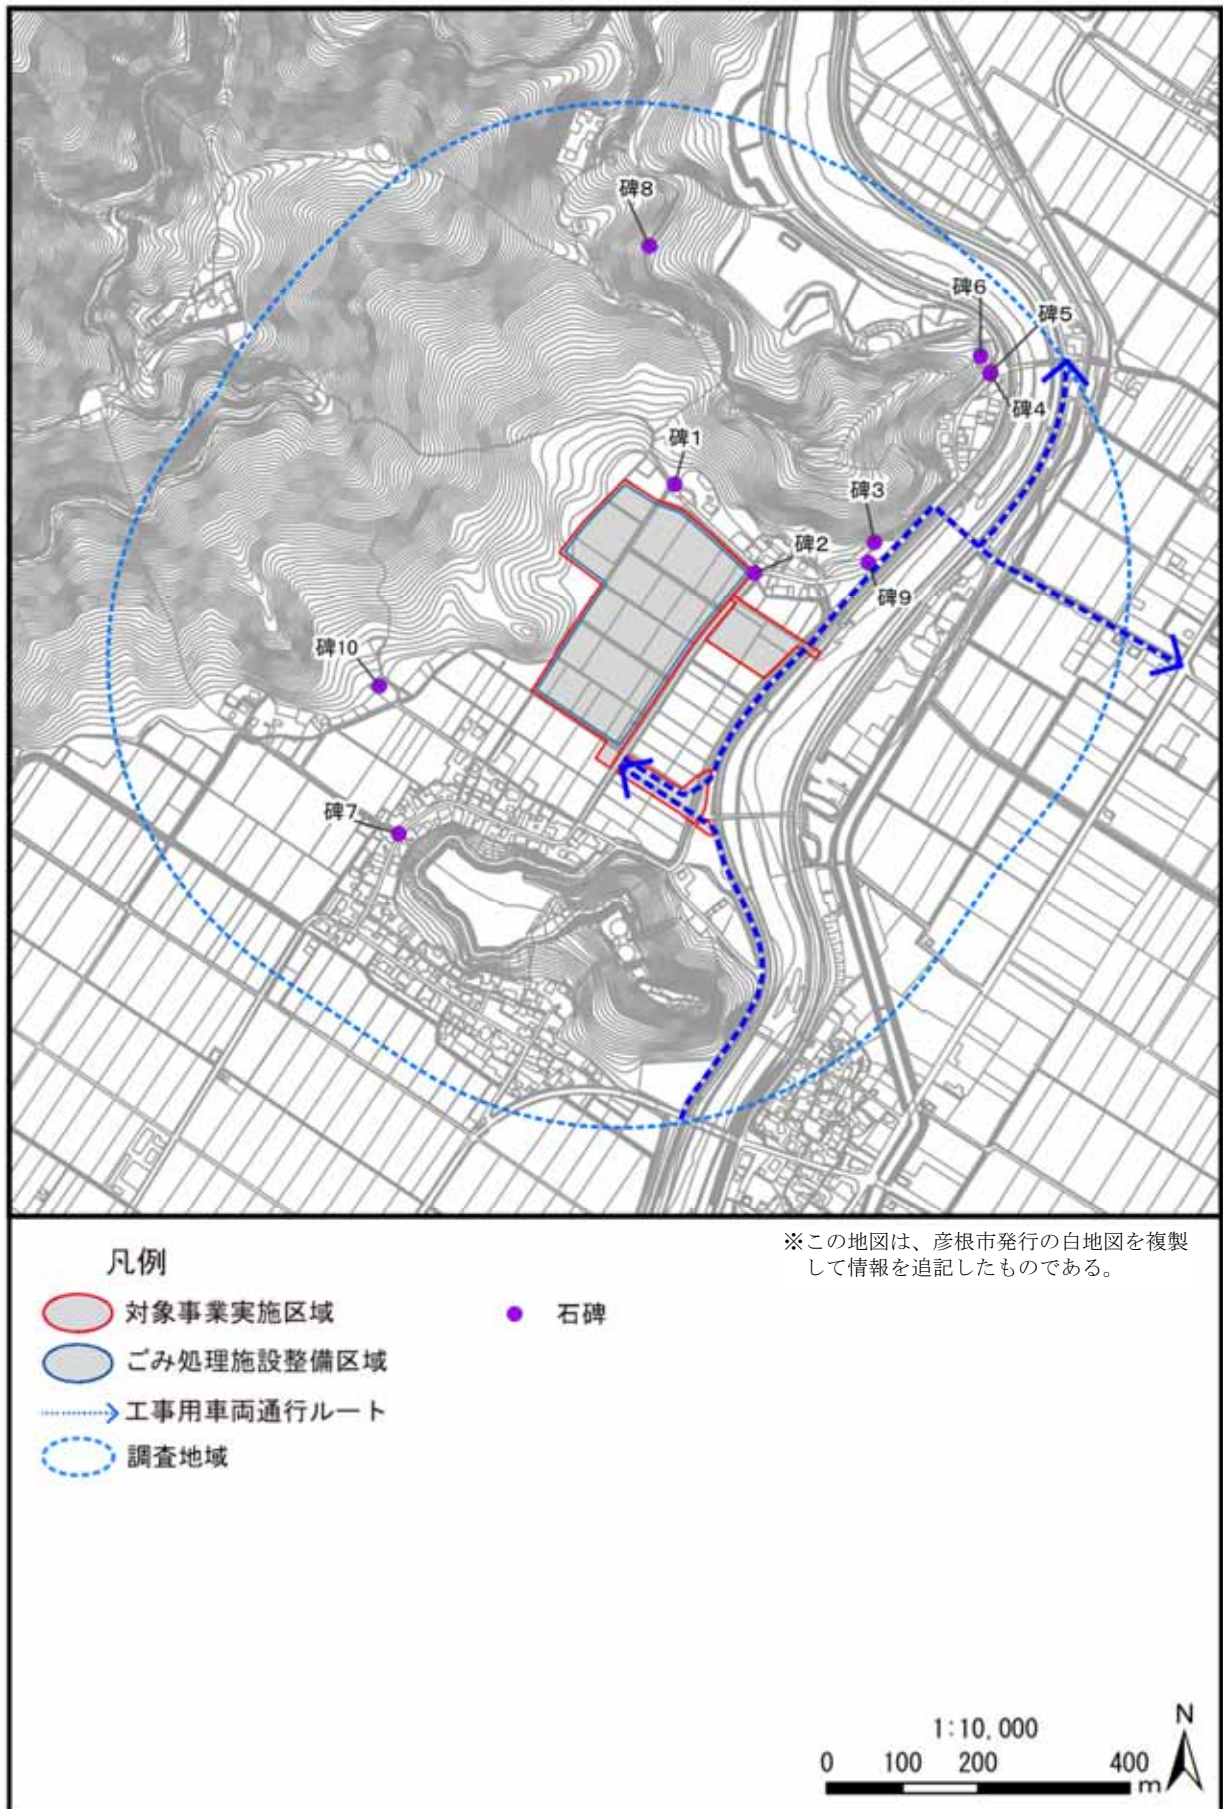 碑8
碑6
碑5
碑4
碑1
碑3
碑2
碑9
碑10
碑7
※この地図は、彦根市発行の白地図を複製
して情報を追記したものである。
凡例
対象事業実施区域
石碑
ごみ処理施設整備区域
工事用車両通行ルート
調査地域
N
1:10,000
0 100 200 400
m